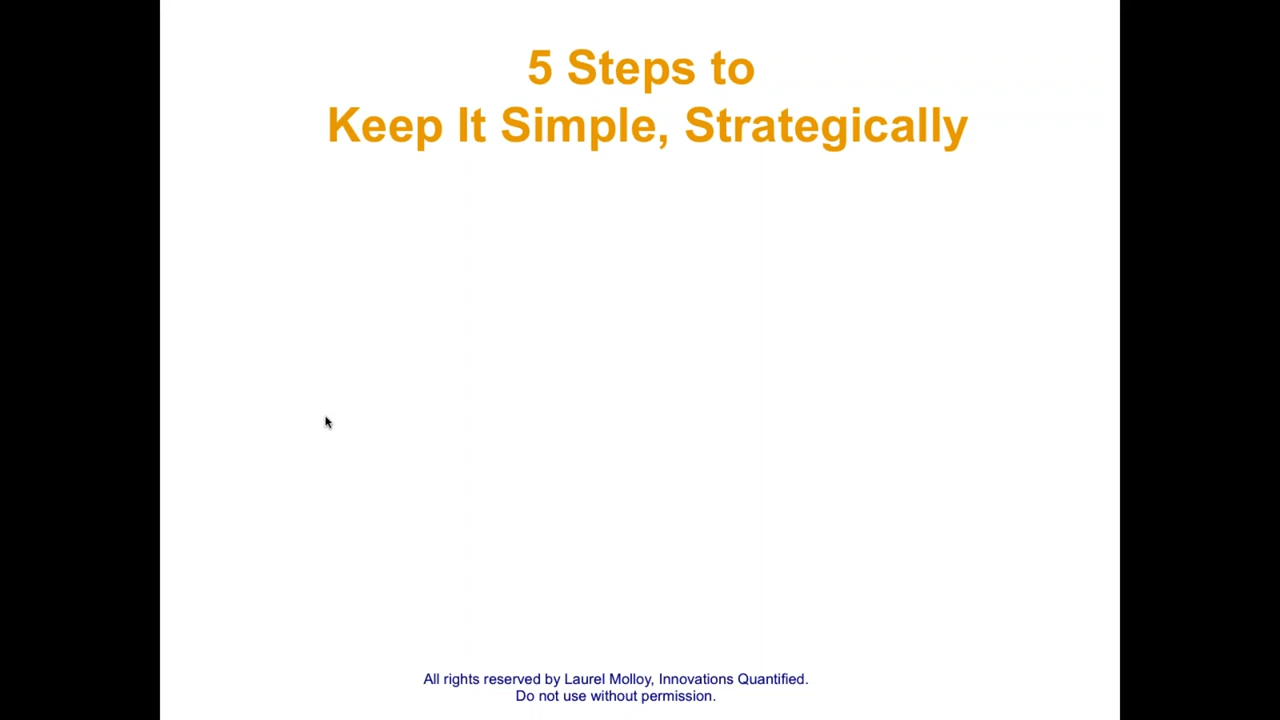 5 Steps to
Keep It Simple, Strategically
All rights reserved by Laurel Molloy, Innovations Quantified.
Do not use without permission.